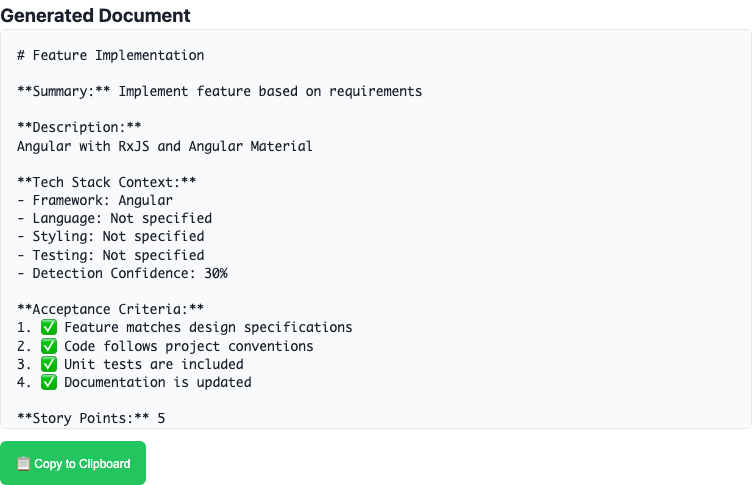 Generated Document
# Feature Implementation
**Summary:** Implement feature based on requirements
**Description:**
Angular with RxJS and Angular Material
**Tech Stack Context:**
- Framework: Angular
- Language: Not specified
- Styling: Not specified
- Testing: Not specified
- Detection Confidence: 30%
**Acceptance Criteria:**
1. ✅ Feature matches design specifications
2. ✅ Code follows project conventions
3. ✅ Unit tests are included
4. ✅ Documentation is updated
**Story Points:** 5
📋 Copy to Clipboard